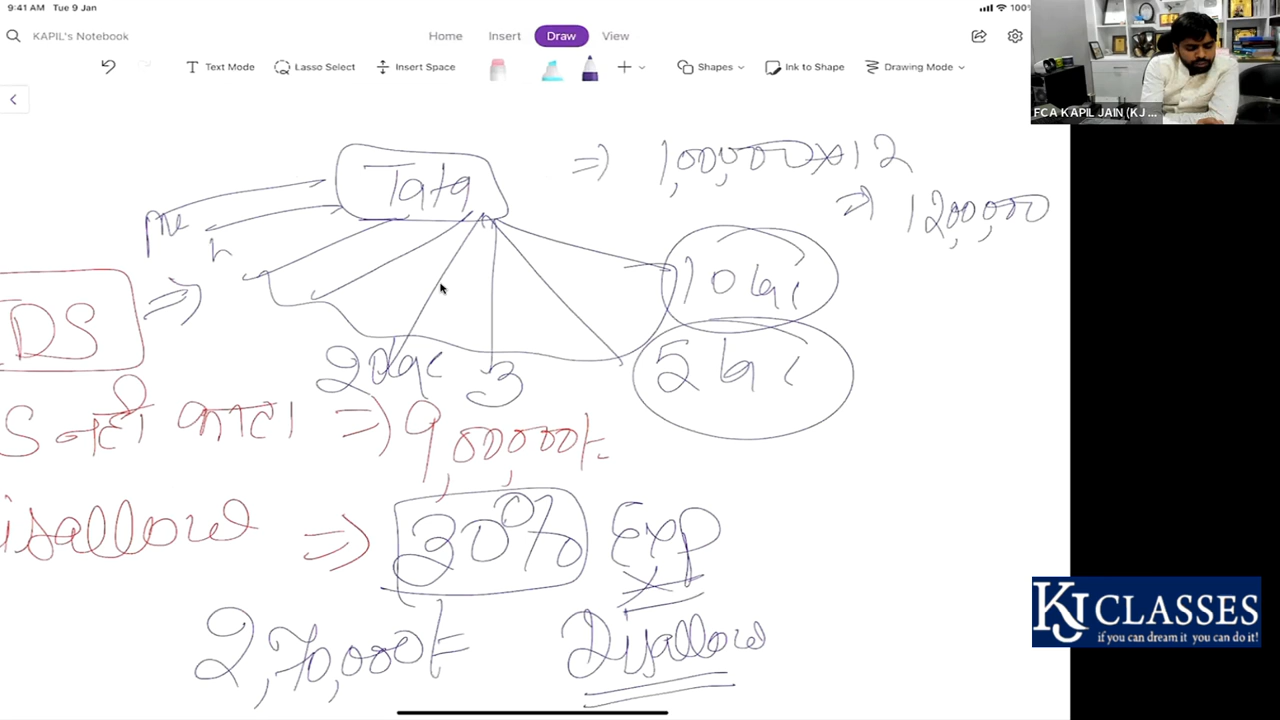 9:41 AM Tue 9 Jan
100%
KAPIL's Notebook
Home Insert Draw View
Text Mode Lasso Select Insert Space Shapes Ink to Shape Drawing Mode
FCA KAPIL JAIN (KJ ...
Tata ⇒ 1,00,000×12
⇒ 12,00,000
10 lac
DS ⇒
20 lac 3 5 lac
S नही काटा ⇒ 9,00,000/-
isallow ⇒ 30% Exp
2,70,000/- Disallow
KJ CLASSES
if you can dream it you can do it!